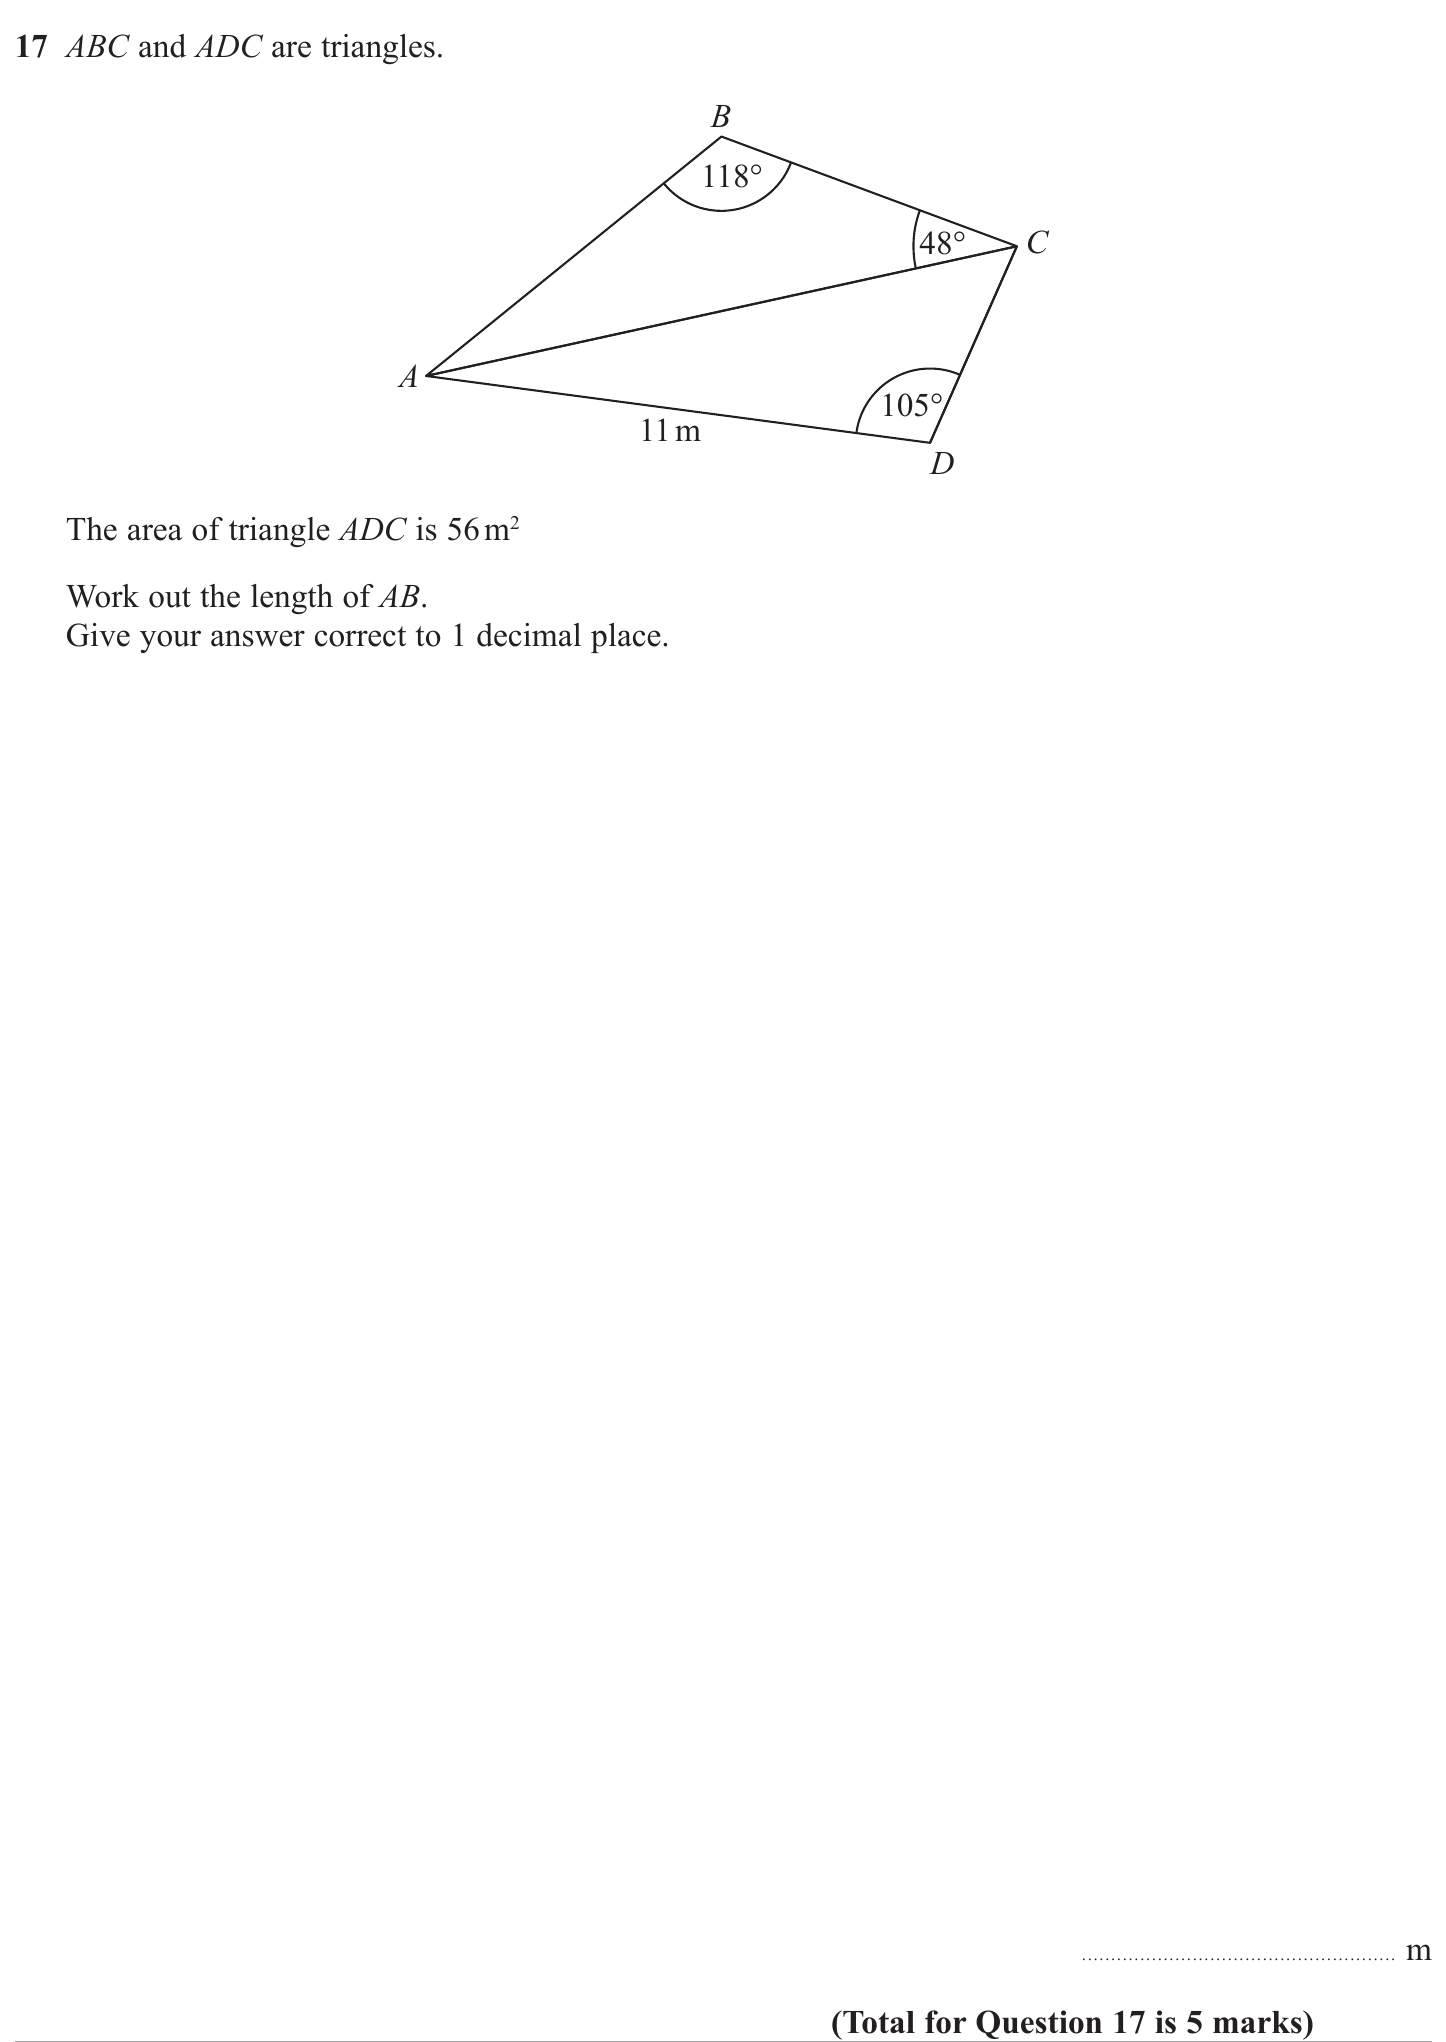 17 ABC and ADC are triangles.
B
118°
48°
C
A
105°
11 m
D
The area of triangle ADC is 56 m²
Work out the length of AB.
Give your answer correct to 1 decimal place.
.................................................... m
(Total for Question 17 is 5 marks)